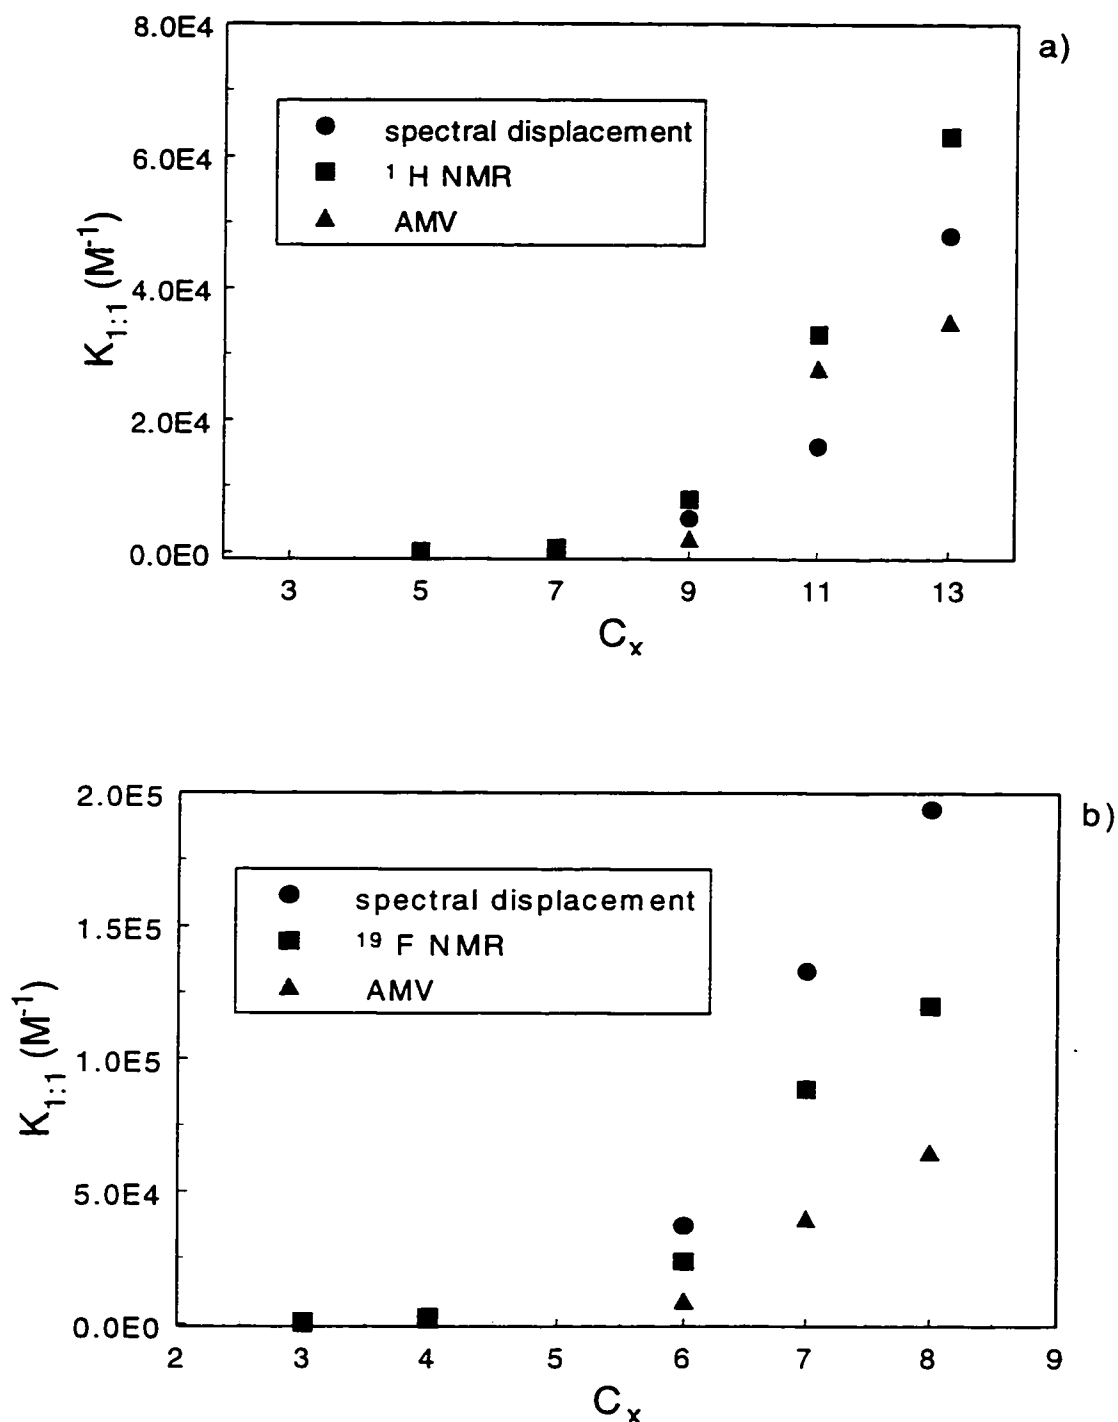 8.0E4
a)
spectral displacement
¹ H NMR
AMV
6.0E4
4.0E4
2.0E4
0.0E0
K₁:₁ (M⁻¹)
3 5 7 9 11 13
Cₓ
2.0E5
b)
spectral displacement
¹⁹ F NMR
AMV
1.5E5
1.0E5
5.0E4
0.0E0
K₁:₁ (M⁻¹)
2 3 4 6 7 8 9
Cₓ